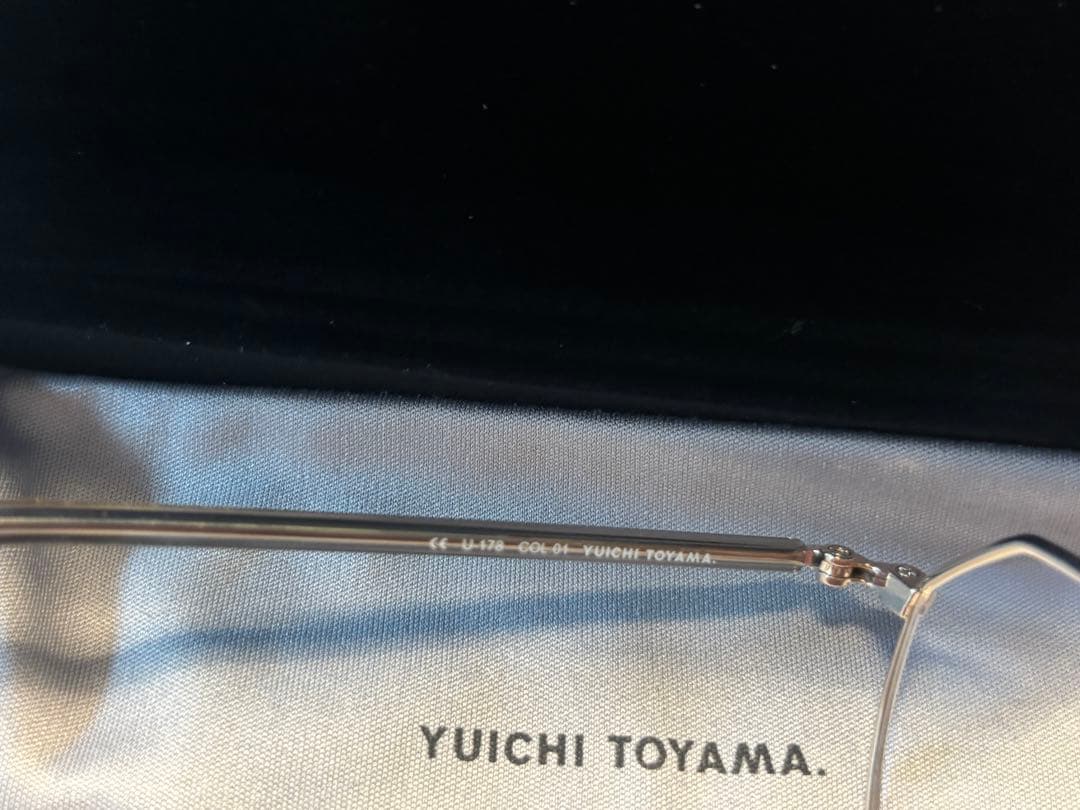 CE U-178 COL 01 YUICHI TOYAMA.
YUICHI TOYAMA.